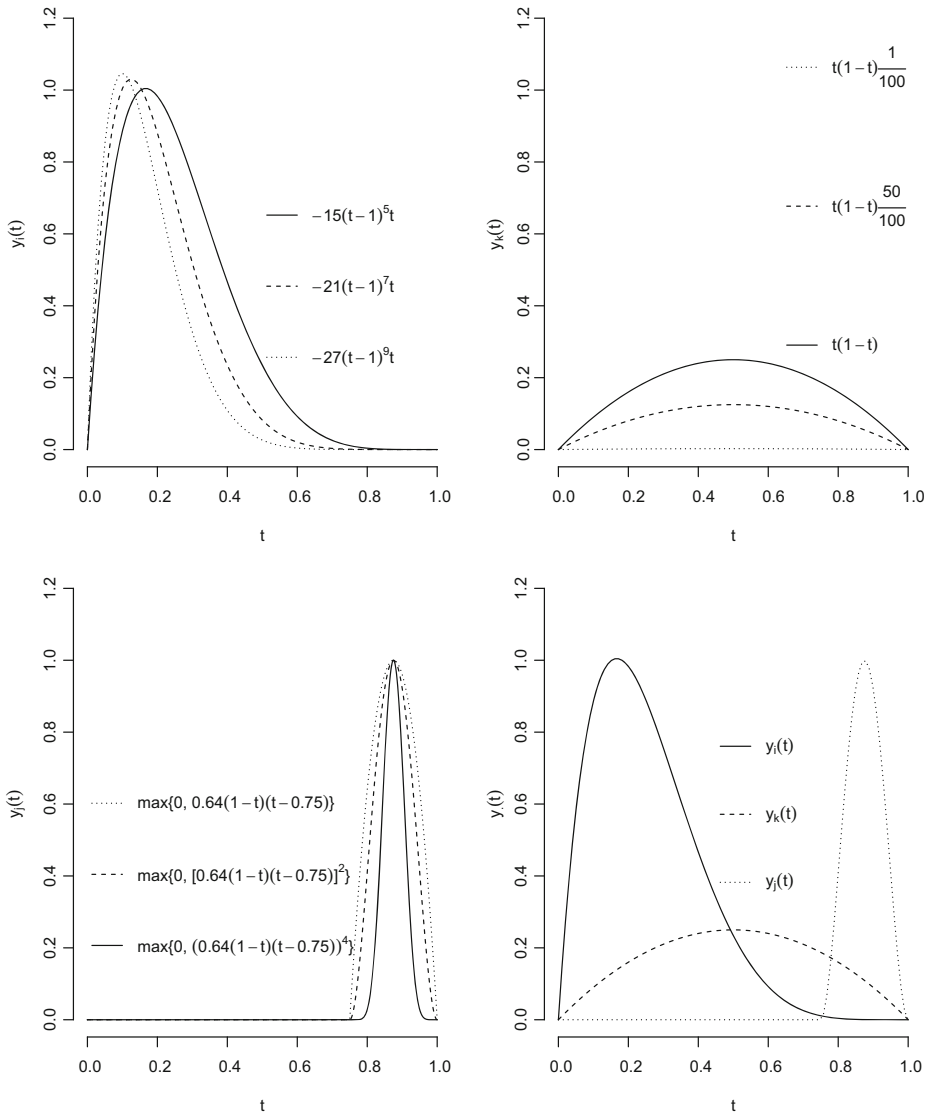 1.2
1.0
0.8
0.6
0.4
0.2
0.0
yᵢ(t)
−15(t−1)⁵t
−21(t−1)⁷t
−27(t−1)⁹t
0.0 0.2 0.4 0.6 0.8 1.0
t
1.2
1.0
0.8
0.6
0.4
0.2
0.0
yₖ(t)
t(1−t) 1/100
t(1−t) 50/100
t(1−t)
0.0 0.2 0.4 0.6 0.8 1.0
t
1.2
1.0
0.8
0.6
0.4
0.2
0.0
yⱼ(t)
max{0, 0.64(1−t)(t−0.75)}
max{0, [0.64(1−t)(t−0.75)]²}
max{0, (0.64(1−t)(t−0.75))⁴}
0.0 0.2 0.4 0.6 0.8 1.0
t
1.2
1.0
0.8
0.6
0.4
0.2
0.0
y.(t)
yᵢ(t)
yₖ(t)
yⱼ(t)
0.0 0.2 0.4 0.6 0.8 1.0
t